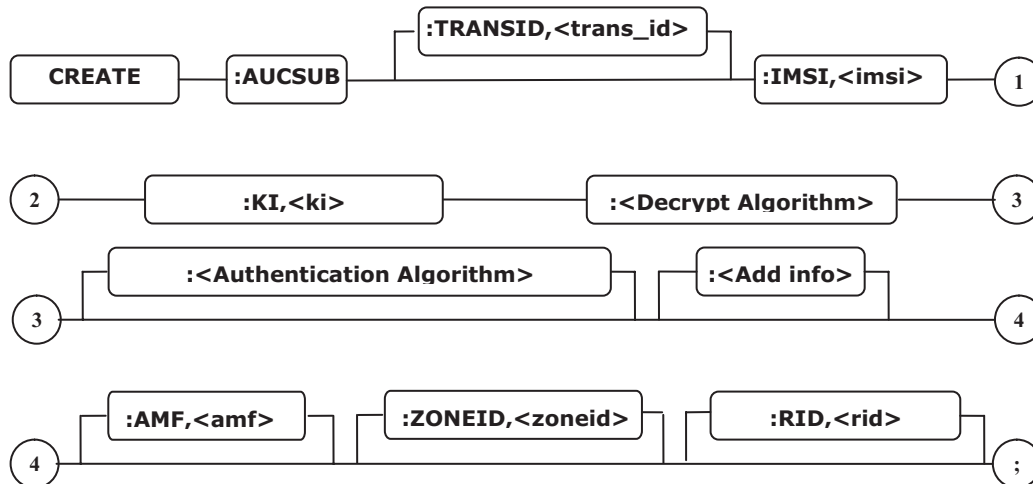 :TRANSID,<trans_id>
CREATE :AUCSUB :IMSI,<imsi> 1
2 :KI,<ki> :<Decrypt Algorithm> 3
:<Authentication Algorithm> :<Add info>
3 4
:AMF,<amf> :ZONEID,<zoneid> :RID,<rid>
4 ;